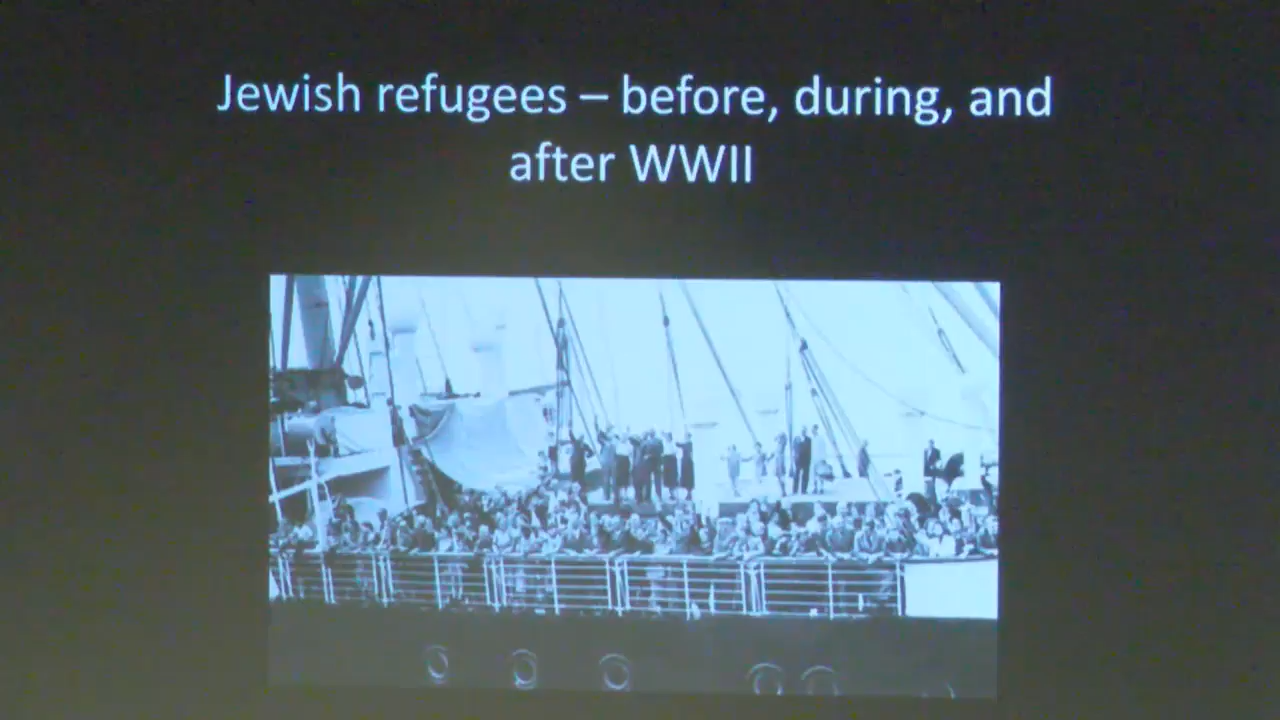 Jewish refugees – before, during, and
after WWII